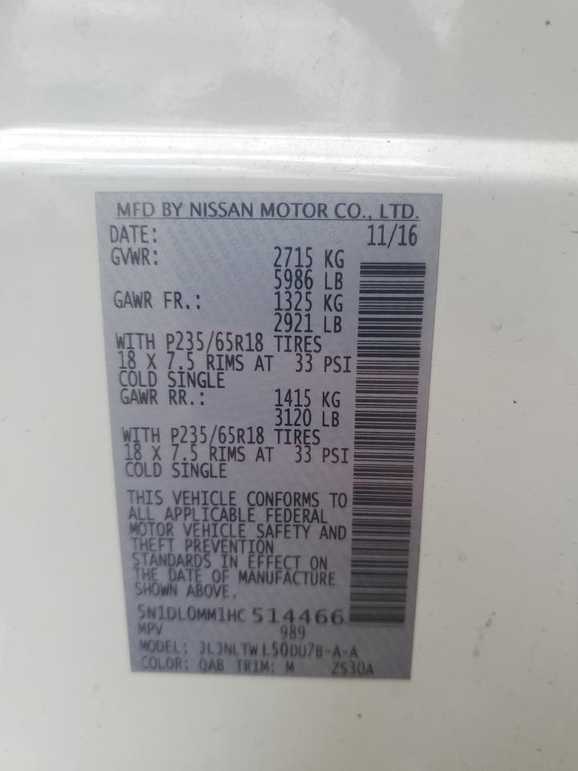 MFD BY NISSAN MOTOR CO., LTD.
DATE: 11/16
GVWR: 2715 KG
5986 LB
GAWR FR.: 1325 KG
2921 LB
WITH P235/65R18 TIRES
18 X 7.5 RIMS AT 33 PSI
COLD SINGLE
GAWR RR.: 1415 KG
3120 LB
WITH P235/65R18 TIRES
18 X 7.5 RIMS AT 33 PSI
COLD SINGLE
THIS VEHICLE CONFORMS TO
ALL APPLICABLE FEDERAL
MOTOR VEHICLE SAFETY AND
THEFT PREVENTION
STANDARDS IN EFFECT ON
THE DATE OF MANUFACTURE
SHOWN ABOVE.
5N1DL0MM1HC514466
MPV 989
MODEL:
COLOR: QAB TRIM: M 2530A